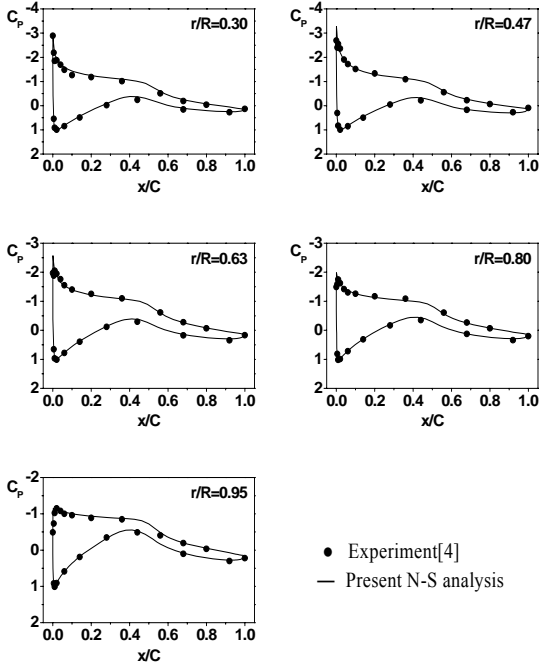 C_P
r/R=0.30
-4
-3
-2
-1
0
1
2
0.0 0.2 0.4 0.6 0.8 1.0
x/C
C_P
r/R=0.47
-4
-3
-2
-1
0
1
2
0.0 0.2 0.4 0.6 0.8 1.0
x/C
C_P
r/R=0.63
-3
-2
-1
0
1
2
0.0 0.2 0.4 0.6 0.8 1.0
x/C
C_P
r/R=0.80
-3
-2
-1
0
1
2
0.0 0.2 0.4 0.6 0.8 1.0
x/C
C_P
r/R=0.95
-2
-1
0
1
2
0.0 0.2 0.4 0.6 0.8 1.0
x/C
Experiment[4]
Present N-S analysis